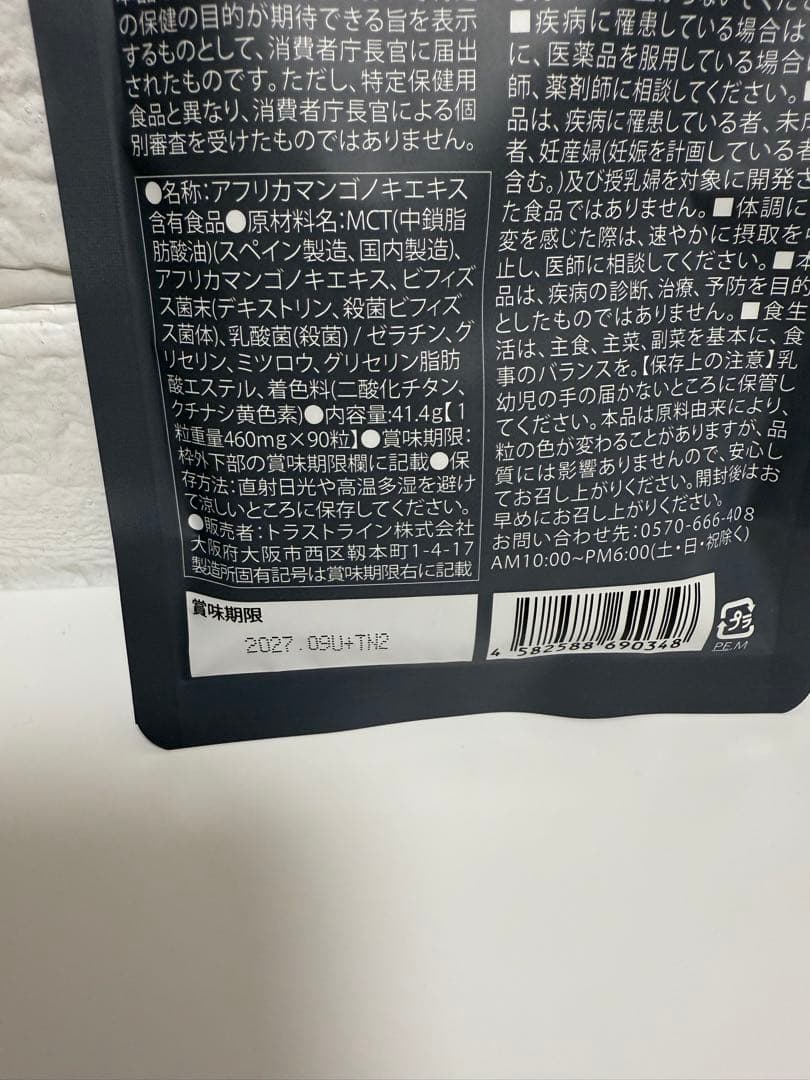 の保健の目的が期待できる旨を表示
するものとして、消費者庁長官に届出
されたものです。ただし、特定保健用
食品と異なり、消費者庁長官による個
別審査を受けたものではありません。
●名称:アフリカマンゴノキエキス
含有食品●原材料名:MCT(中鎖脂
肪酸油)(スペイン製造、国内製造)、
アフリカマンゴノキエキス、ビフィズ
ス菌末(デキストリン、殺菌ビフィズ
ス菌体)、乳酸菌(殺菌) / ゼラチン、グ
リセリン、ミツロウ、グリセリン脂肪
酸エステル、着色料(二酸化チタン、
クチナシ黄色素)●内容量:41.4g【1
粒重量460mg×90粒】●賞味期限:
枠外下部の賞味期限欄に記載●保
存方法:直射日光や高温多湿を避け
て涼しいところに保存してください。
●販売者:トラストライン株式会社
大阪府大阪市西区靱本町1-4-17
製造所固有記号は賞味期限右に記載
賞味期限
2027.09U+TN2
■疾病に罹患している場合は
に、医薬品を服用している場合は
師、薬剤師に相談してください。■
品は、疾病に罹患している者、未成
者、妊産婦(妊娠を計画している者
含む。)及び授乳婦を対象に開発さ
た食品ではありません。■体調に
変を感じた際は、速やかに摂取を中
止し、医師に相談してください。■本
品は、疾病の診断、治療、予防を目的
としたものではありません。■食生
活は、主食、主菜、副菜を基本に、食
事のバランスを。【保存上の注意】乳
幼児の手の届かないところに保管し
てください。本品は原料由来により、
粒の色が変わることがありますが、品
質には影響ありませんので、安心し
てお召し上がりください。開封後はお
早めにお召し上がりください。
お問い合わせ先:0570-666-408
AM10:00~PM6:00(土・日・祝除く)
4 582588 690348
プラ
P.E.M